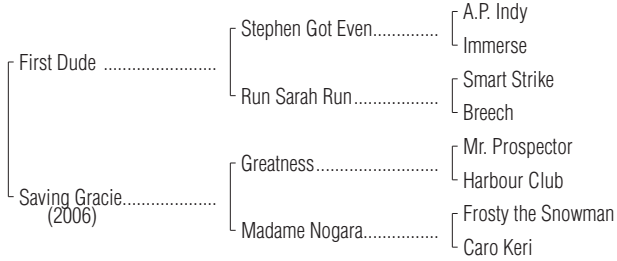 A.P. Indy
Stephen Got Even..............
Immerse
First Dude .......................
Smart Strike
Run Sarah Run..................
Breech
Mr. Prospector
Greatness..........................
Harbour Club
Saving Gracie....................
(2006)
Frosty the Snowman
Madame Nogara................
Caro Keri